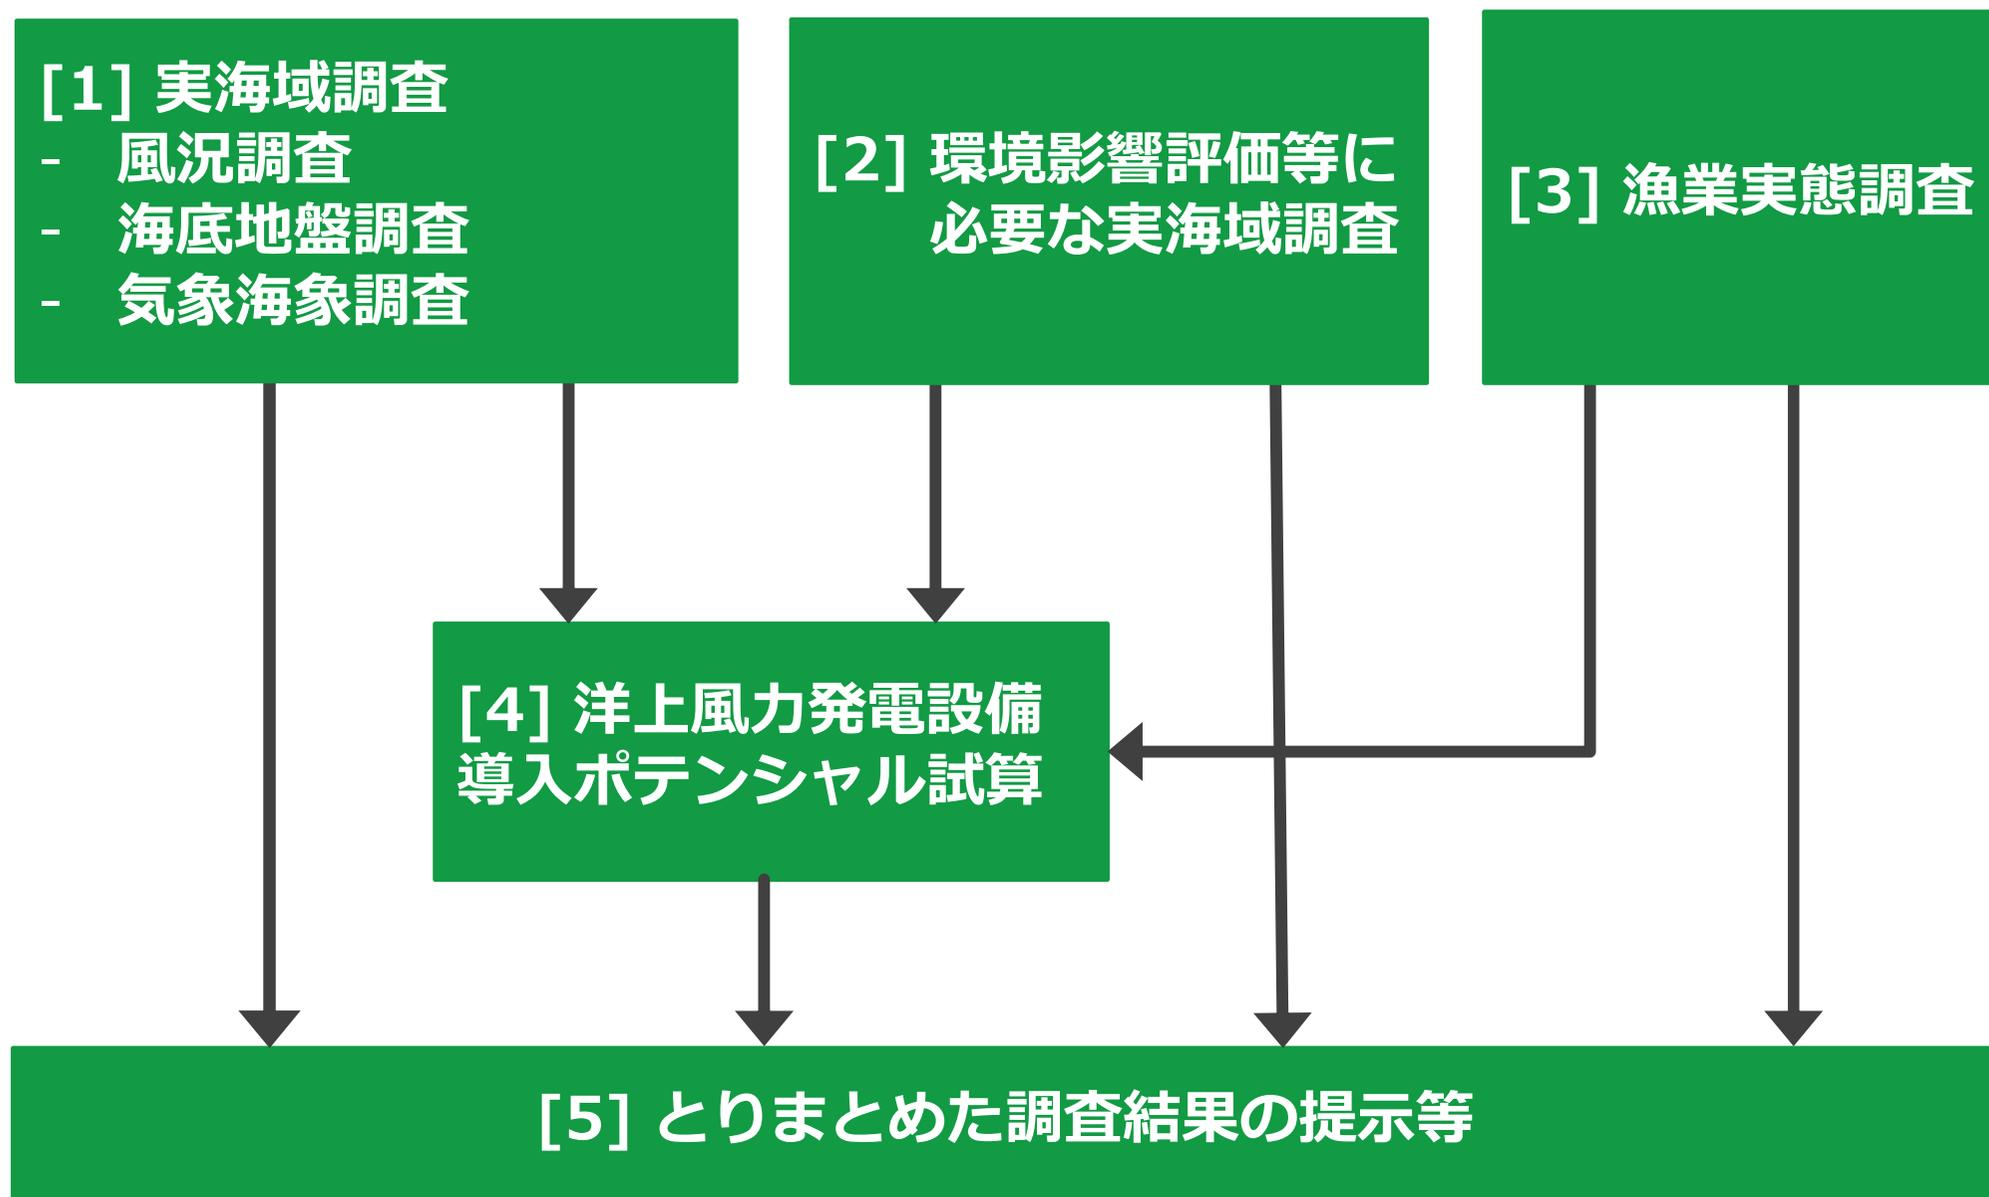 [1] 実海域調査
- 風況調査
- 海底地盤調査
- 気象海象調査
[2] 環境影響評価等に
必要な実海域調査
[3] 漁業実態調査
[4] 洋上風力発電設備
導入ポテンシャル試算
[5] とりまとめた調査結果の提示等